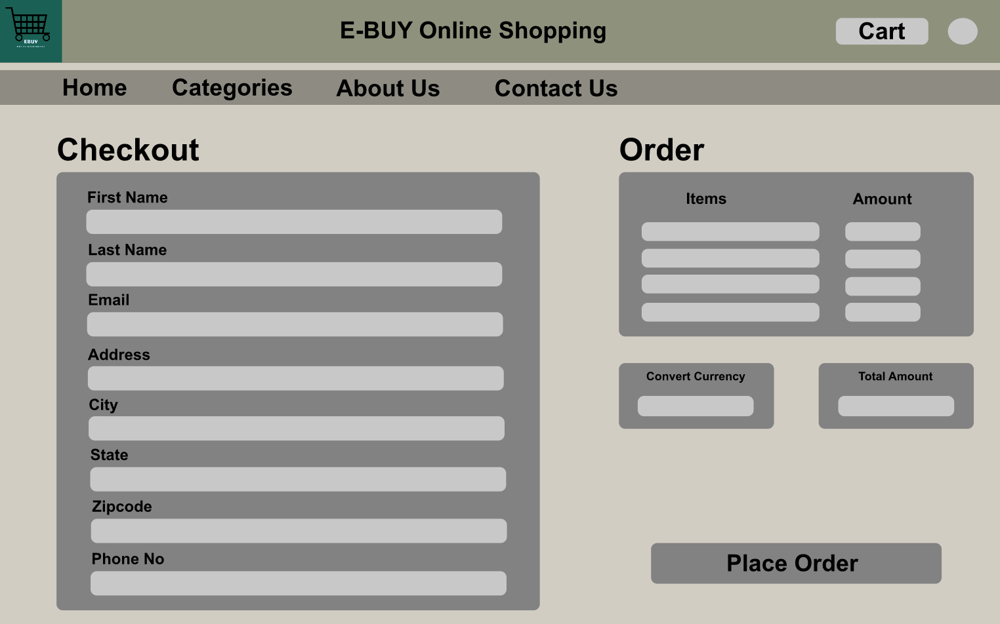 EBUY
E-BUY Online Shopping
Cart
Home Categories About Us Contact Us
Checkout
Order
First Name
Last Name
Email
Address
City
State
Zipcode
Phone No
Items Amount
Convert Currency
Total Amount
Place Order